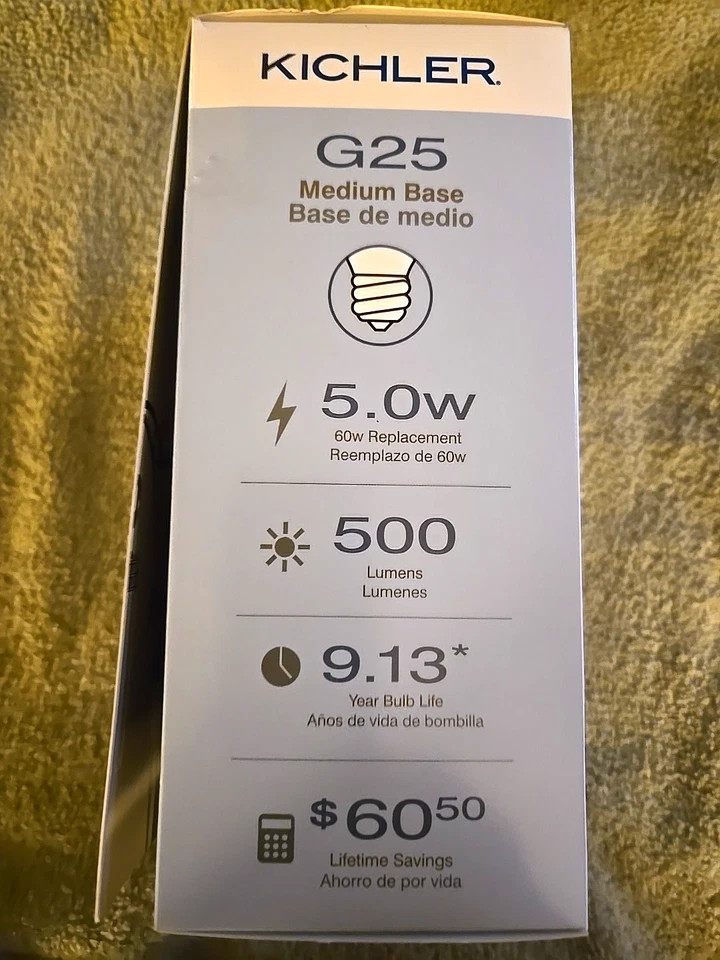 KICHLER.
G25
Medium Base
Base de medio
5.0w
60w Replacement
Reemplazo de 60w
500
Lumens
Lumenes
9.13*
Year Bulb Life
Años de vida de bombilla
$6050
Lifetime Savings
Ahorro de por vida